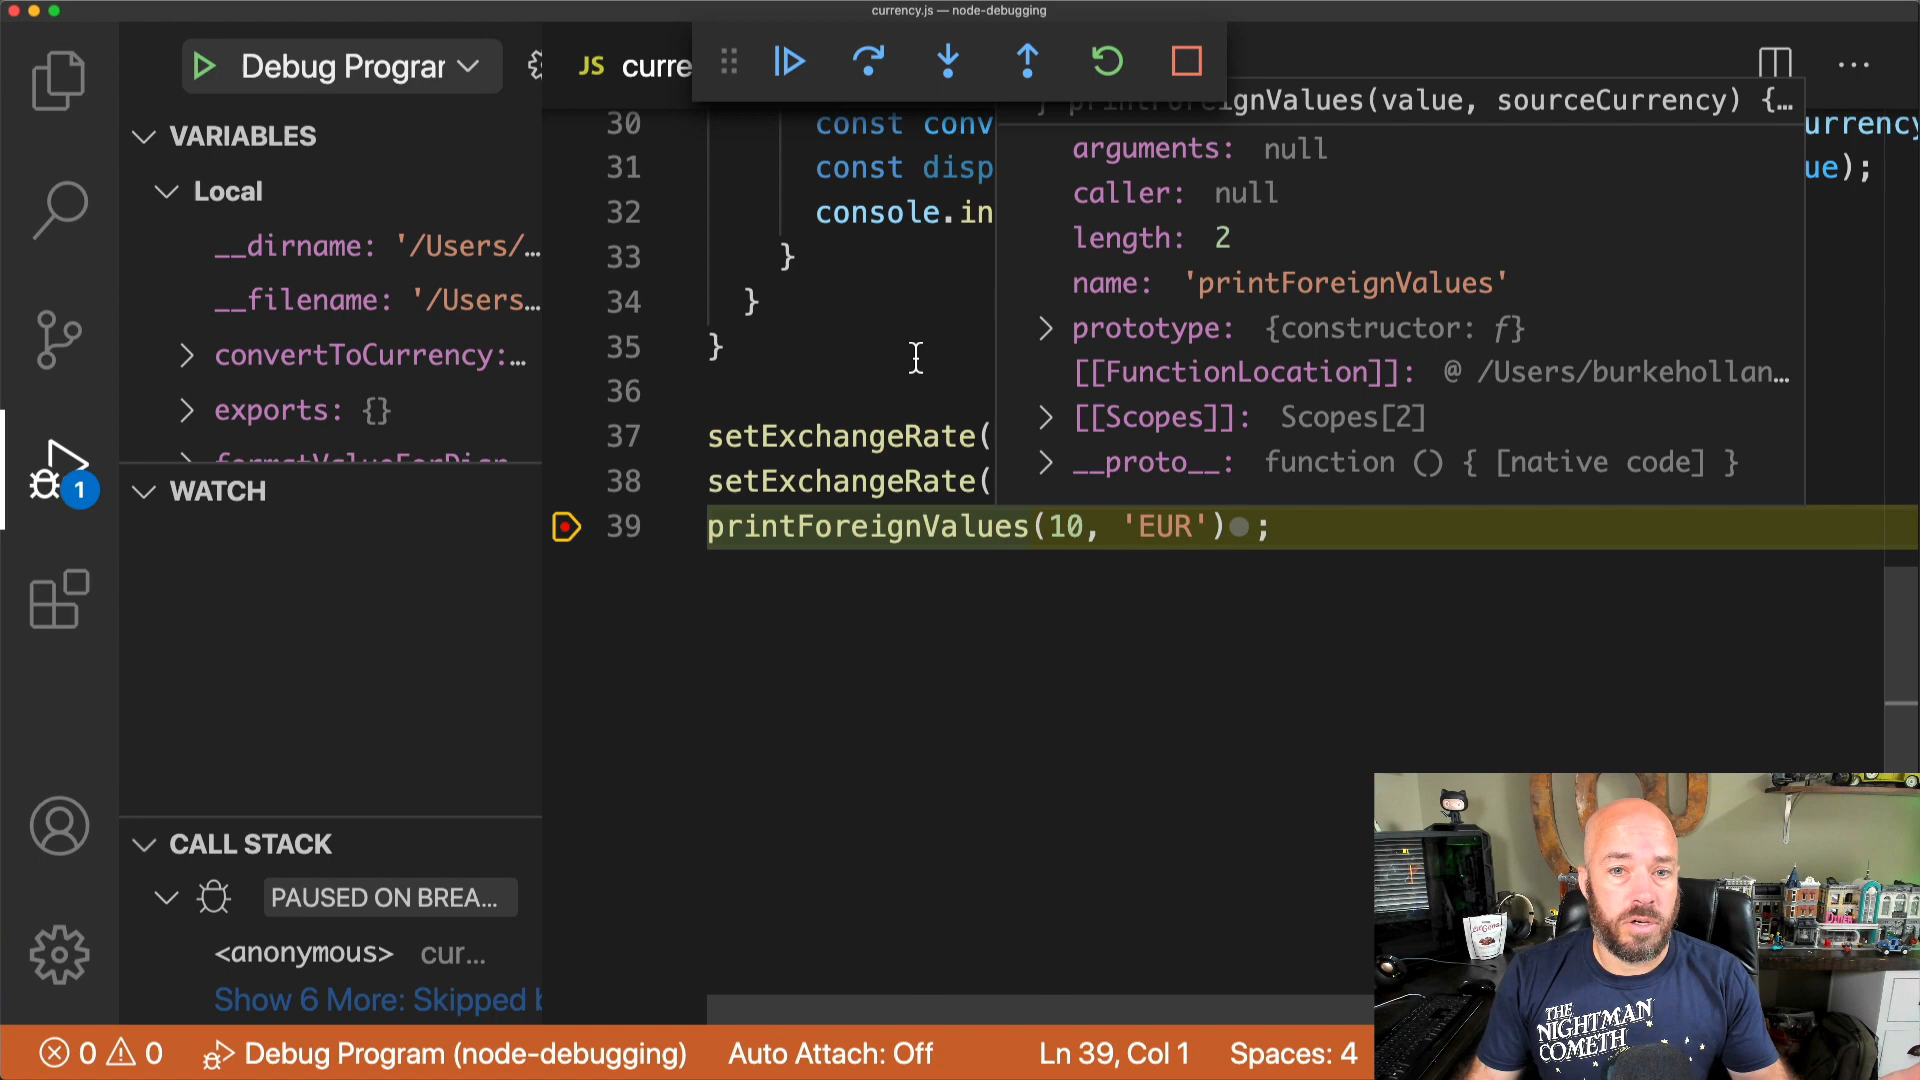 currency.js — node-debugging
Debug Progran
JS curre
VARIABLES
Local
__dirname: '/Users/…
__filename: '/Users…
convertToCurrency:…
exports: {}
WATCH
CALL STACK
PAUSED ON BREA…
<anonymous> cur…
Show 6 More: Skipped b
30 const conv
31 const disp
32 console.in
33 }
34 }
35 }
36
37 setExchangeRate(
38 setExchangeRate(
39 printForeignValues(10, 'EUR') ;
urrency
ue);
printForeignValues(value, sourceCurrency) {…
arguments: null
caller: null
length: 2
name: 'printForeignValues'
prototype: {constructor: ƒ}
[[FunctionLocation]]: @ /Users/burkehollan…
[[Scopes]]: Scopes[2]
__proto__: function () { [native code] }
1
THE
NIGHTMAN
COMETH
DINER
0 0 Debug Program (node-debugging) Auto Attach: Off Ln 39, Col 1 Spaces: 4